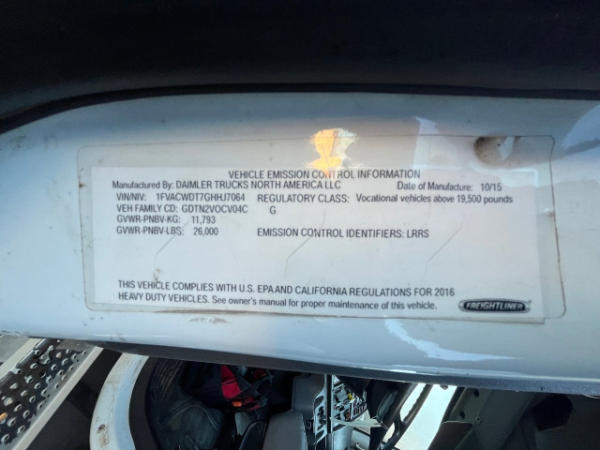 VEHICLE EMISSION CONTROL INFORMATION
Manufactured By: DAIMLER TRUCKS NORTH AMERICA LLC Date of Manufacture: 10/15
VIN/NIV: 1FVACWDT7GHHJ7064 REGULATORY CLASS: Vocational vehicles above 19,500 pounds
VEH FAMILY CD: GDTN2VOCV04C G
GVWR-PNBV-KG: 11,793
GVWR-PNBV-LBS: 26,000 EMISSION CONTROL IDENTIFIERS: LRRS
THIS VEHICLE COMPLIES WITH U.S. EPA AND CALIFORNIA REGULATIONS FOR 2016
HEAVY DUTY VEHICLES. See owner's manual for proper maintenance of this vehicle. FREIGHTLINER